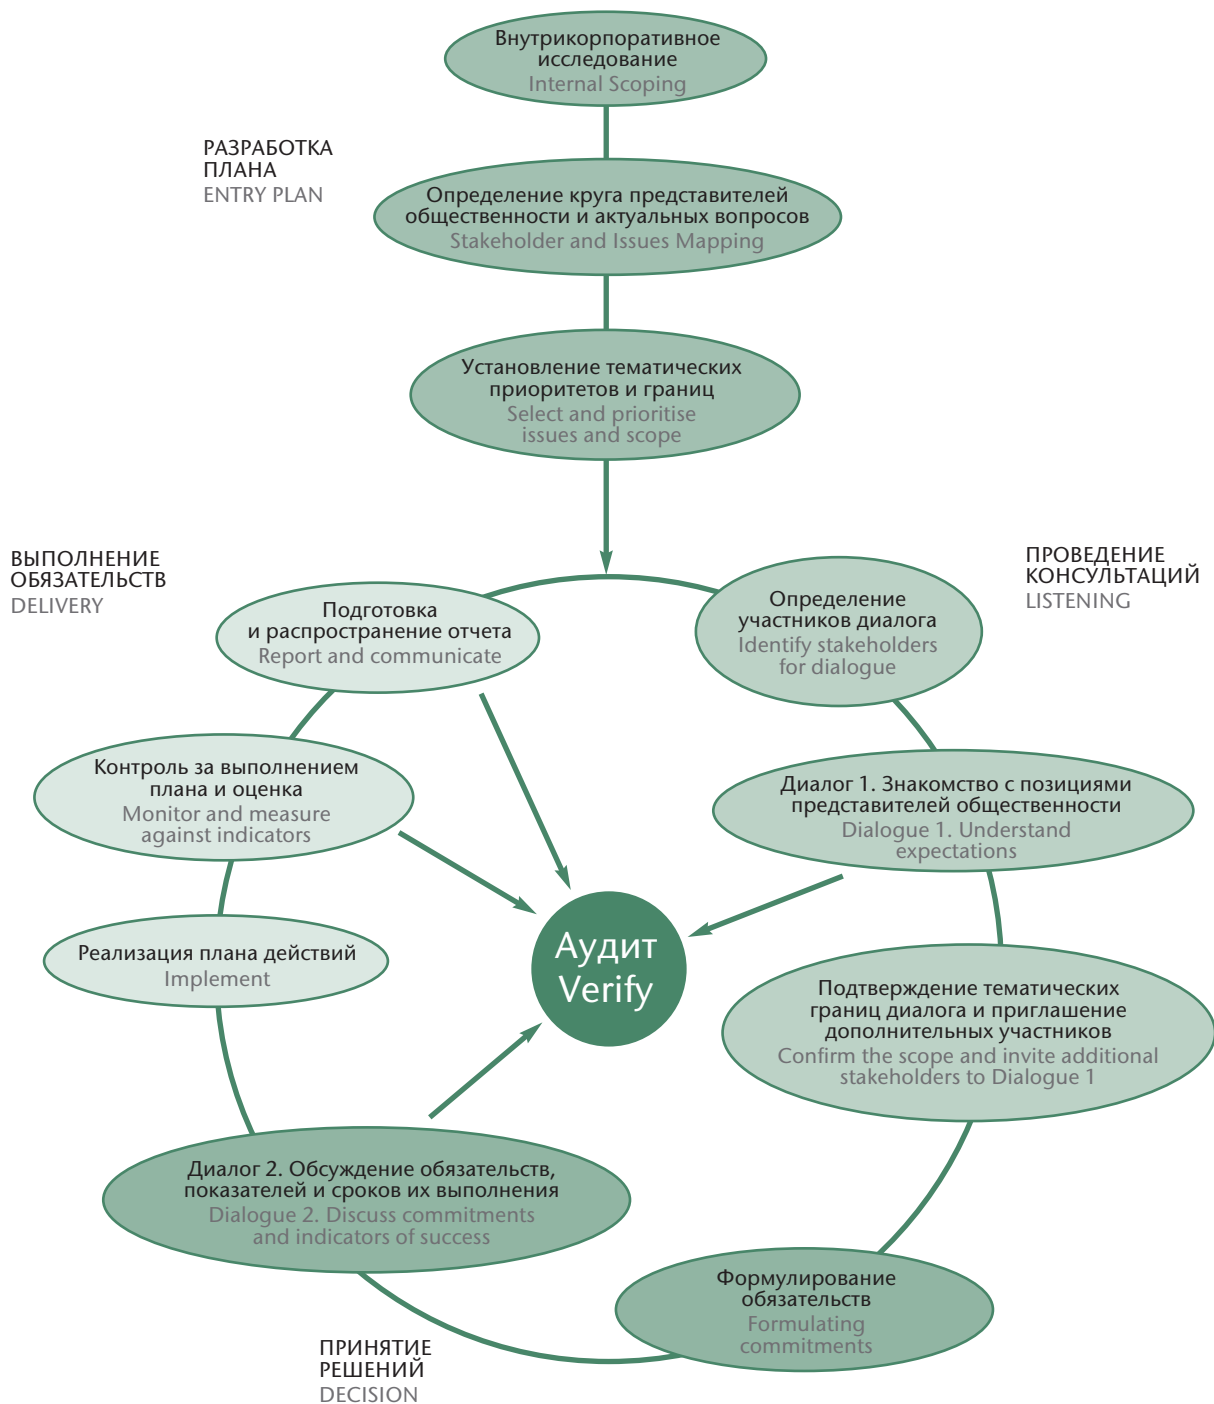 Внутрикорпоративное
исследование
Internal Scoping
РАЗРАБОТКА
ПЛАНА
ENTRY PLAN
Определение круга представителей
общественности и актуальных вопросов
Stakeholder and Issues Mapping
Установление тематических
приоритетов и границ
Select and prioritise
issues and scope
ВЫПОЛНЕНИЕ
ОБЯЗАТЕЛЬСТВ
DELIVERY
ПРОВЕДЕНИЕ
КОНСУЛЬТАЦИЙ
LISTENING
Подготовка
и распространение отчета
Report and communicate
Определение
участников диалога
Identify stakeholders
for dialogue
Контроль за выполнением
плана и оценка
Monitor and measure
against indicators
Диалог 1. Знакомство с позициями
представителей общественности
Dialogue 1. Understand
expectations
Реализация плана действий
Implement
Аудит
Verify
Подтверждение тематических
границ диалога и приглашение
дополнительных участников
Confirm the scope and invite additional
stakeholders to Dialogue 1
Диалог 2. Обсуждение обязательств,
показателей и сроков их выполнения
Dialogue 2. Discuss commitments
and indicators of success
Формулирование
обязательств
Formulating
commitments
ПРИНЯТИЕ
РЕШЕНИЙ
DECISION